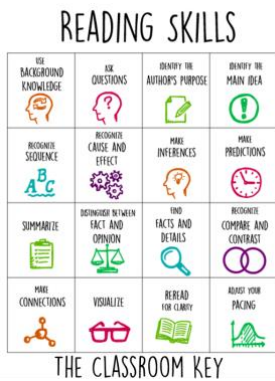 READING SKILLS
USE
BACKGROUND
KNOWLEDGE
ASK
QUESTIONS
IDENTIFY THE
AUTHOR'S PURPOSE
IDENTIFY THE
MAIN IDEA
RECOGNIZE
SEQUENCE
A B C
RECOGNIZE
CAUSE AND
EFFECT
MAKE
INFERENCES
MAKE
PREDICTIONS
SUMMARIZE
DISTINGUISH BETWEEN
FACT AND
OPINION
FIND
FACTS AND
DETAILS
RECOGNIZE
COMPARE AND
CONTRAST
MAKE
CONNECTIONS
VISUALIZE
REREAD
FOR CLARITY
ADJUST YOUR
PACING
THE CLASSROOM KEY